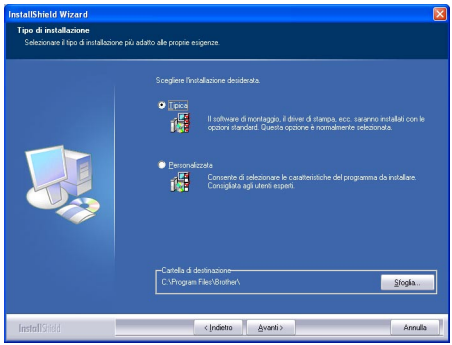 InstallShield Wizard
Tipo di installazione
Selezionare il tipo di installazione più adatto alle proprie esigenze.
Scegliere l'installazione desiderata.
Tipica
Il software di montaggio, il driver di stampa, ecc. saranno installati con le
opzioni standard. Questa opzione è normalmente selezionata.
Personalizzata
Consente di selezionare le caratteristiche del programma da installare.
Consigliata agli utenti esperti.
Cartella di destinazione
C:\Program Files\Brother\
Sfoglia...
InstallShield
< Indietro
Avanti >
Annulla